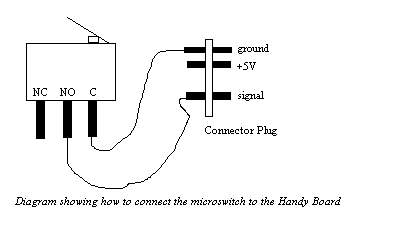 ground
+5V
NC NO C
signal
Connector Plug
Diagram showing how to connect the microswitch to the Handy Board